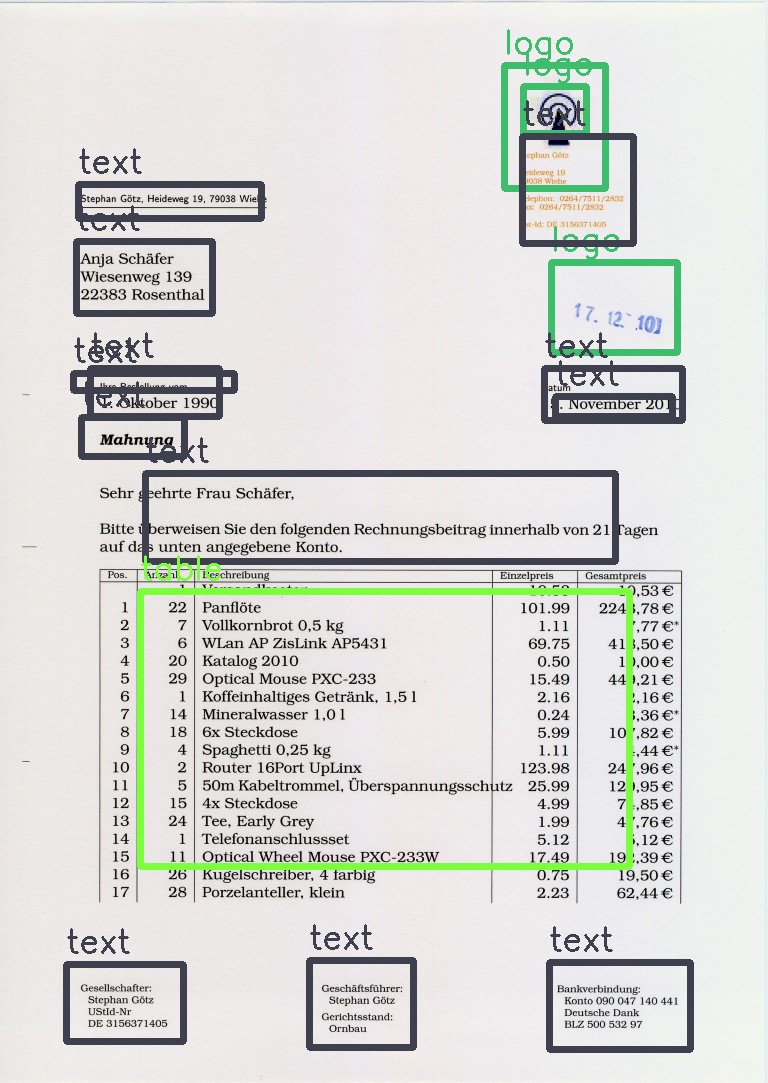 logo
logo
text
Stephan Götz
Heideweg 19
79038 Wiehe
0264/7511/2832
0264/7511/2832
DE 3156371405
text
Stephan Götz, Heideweg 19, 79038 Wiehe
text
Anja Schäfer
Wiesenweg 139
22383 Rosenthal
logo
17. 12.
text
text
Ihre Bestellung vom
Oktober 1990
text
text
November
text
Mahnung
text
Sehr geehrte Frau Schäfer,
Bitte überweisen Sie den folgenden Rechnungsbeitrag innerhalb von 21 Tagen
auf das unten angegebene Konto.
table
Pos. Anzahl Beschreibung Einzelpreis Gesamtpreis
1 Versandkosten 10.53 10,53 €
1 22 Panflöte 101.99 2243,78 €
2 7 Vollkornbrot 0,5 kg 1.11 7,77 €*
3 6 WLan AP ZisLink AP5431 69.75 418,50 €
4 20 Katalog 2010 0.50 10,00 €
5 29 Optical Mouse PXC-233 15.49 449,21 €
6 1 Koffeinhaltiges Getränk, 1,5 l 2.16 2,16 €
7 14 Mineralwasser 1,0 l 0.24 3,36 €*
8 18 6x Steckdose 5.99 107,82 €
9 4 Spaghetti 0,25 kg 1.11 4,44 €*
10 2 Router 16Port UpLinx 123.98 247,96 €
11 5 50m Kabeltrommel, Überspannungsschutz 25.99 129,95 €
12 15 4x Steckdose 4.99 74,85 €
13 24 Tee, Early Grey 1.99 47,76 €
14 1 Telefonanschlussset 5.12 5,12 €
15 11 Optical Wheel Mouse PXC-233W 17.49 192,39 €
16 26 Kugelschreiber, 4 farbig 0.75 19,50 €
17 28 Porzelanteller, klein 2.23 62,44 €
text
Gesellschafter:
Stephan Götz
UStId-Nr
DE 3156371405
text
Geschäftsführer:
Stephan Götz
Gerichtsstand:
Ornbau
text
Bankverbindung:
Konto 090 047 140 441
Deutsche Dank
BLZ 500 532 97